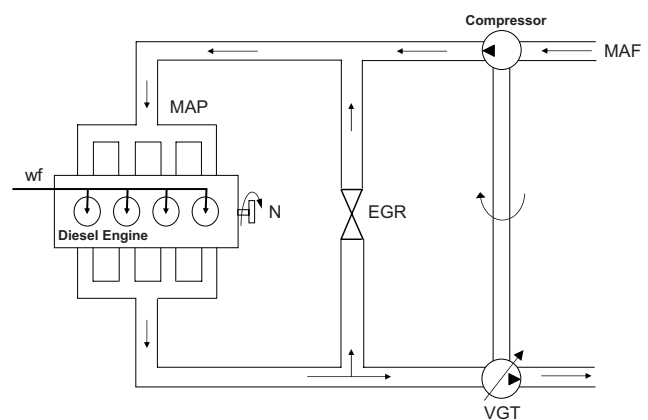 Compressor
MAF
MAP
wf
N
EGR
Diesel Engine
VGT